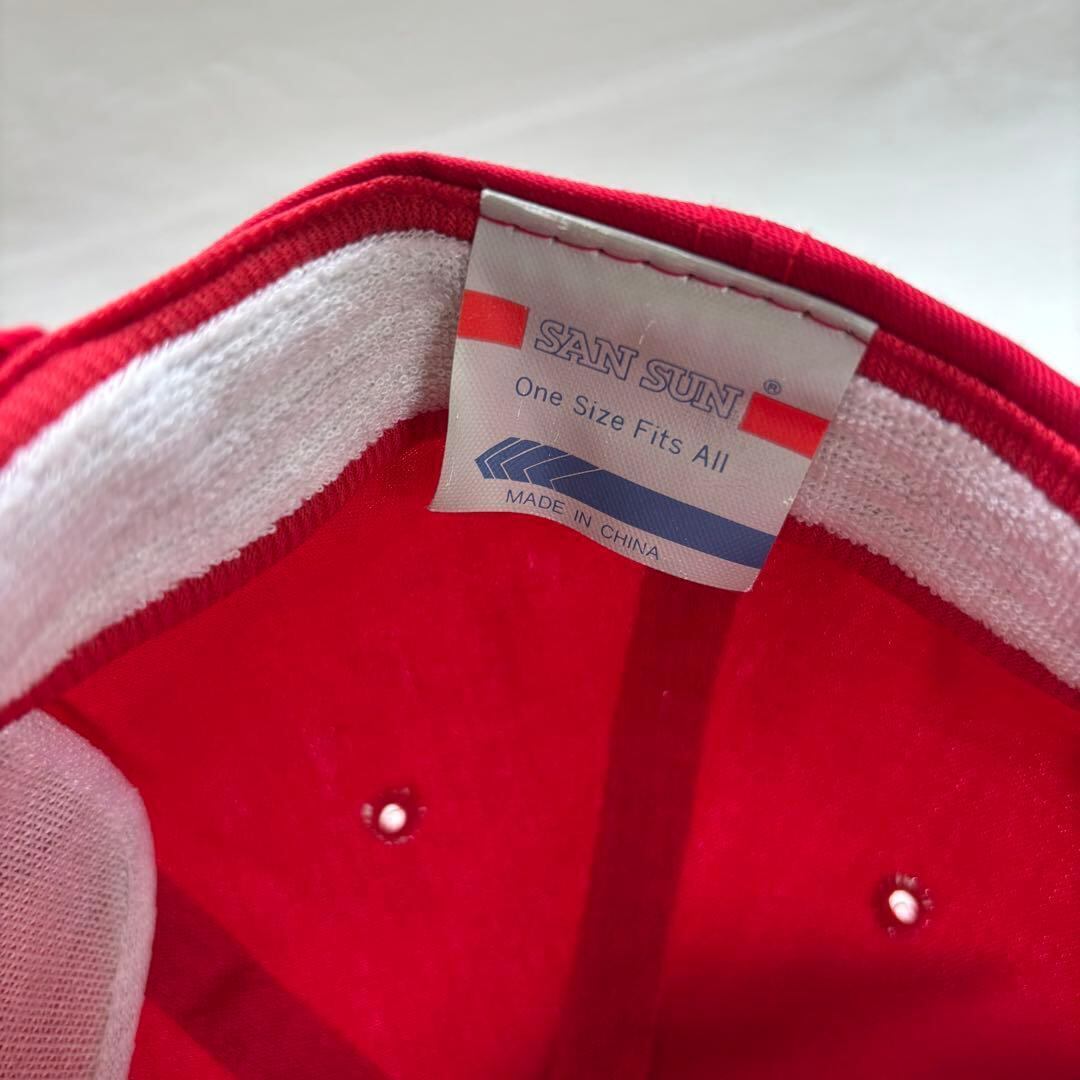 SAN SUN ®
One Size Fits All
MADE IN CHINA